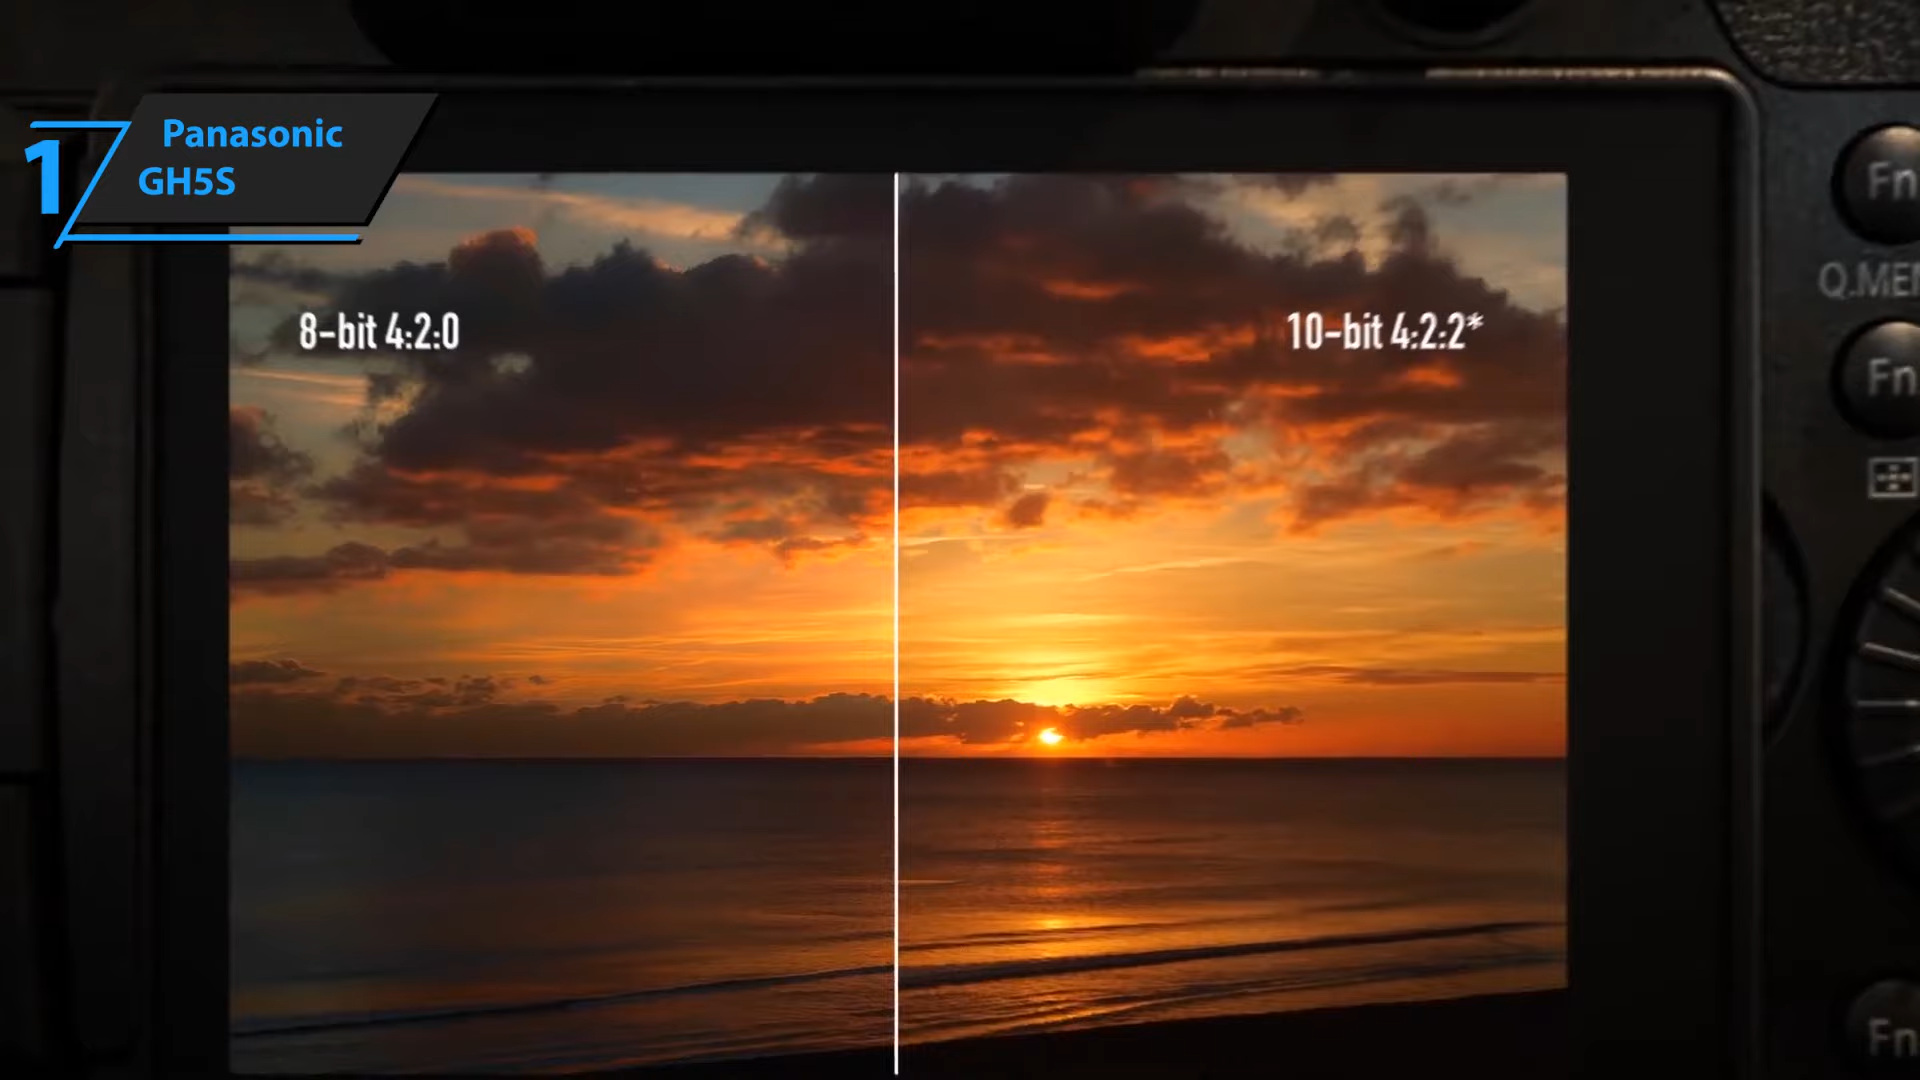 1
Panasonic
GH5S
8-bit 4:2:0
10-bit 4:2:2*
Fn
Q.MEN
Fn
Fn